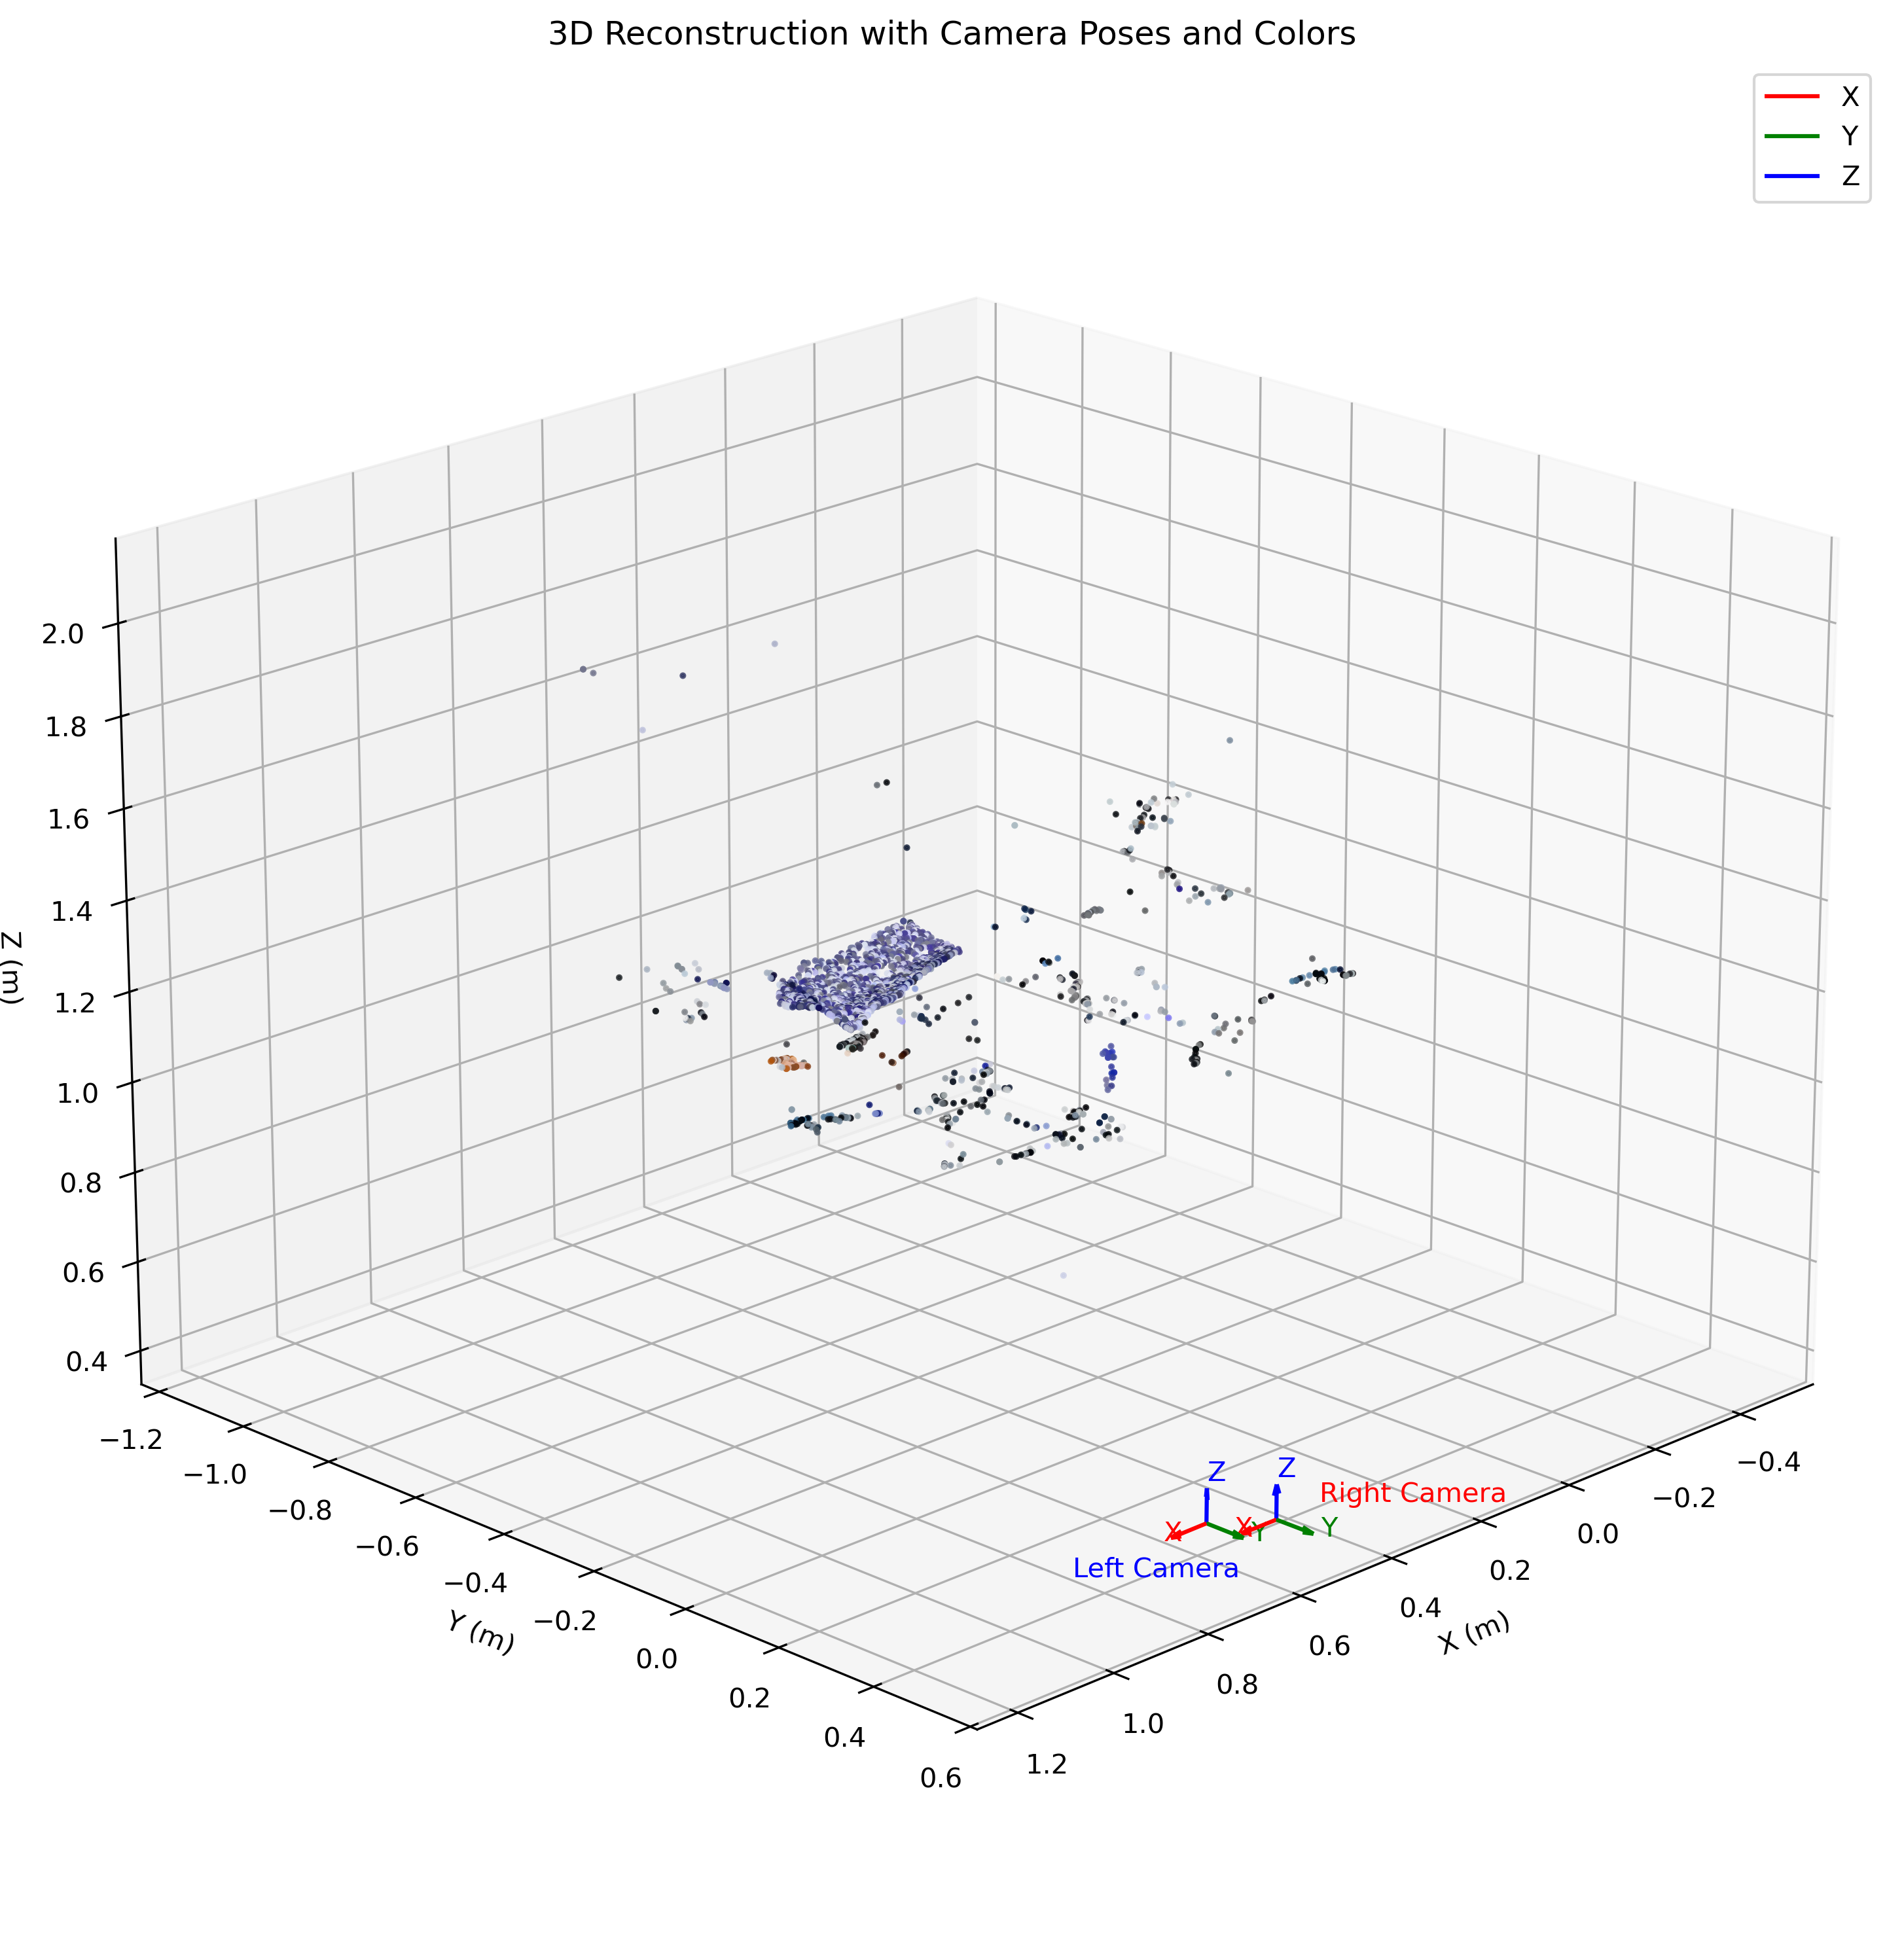 3D Reconstruction with Camera Poses and Colors
X
Y
Z
2.0
1.8
1.6
1.4
1.2
1.0
0.8
0.6
0.4
Z (m)
−1.2
−1.0
−0.8
−0.6
−0.4
−0.2
0.0
0.2
0.4
0.6
Y (m)
−0.4
−0.2
0.0
0.2
0.4
0.6
0.8
1.0
1.2
X (m)
Z
Z
Right Camera
X
X
Y
Y
Left Camera